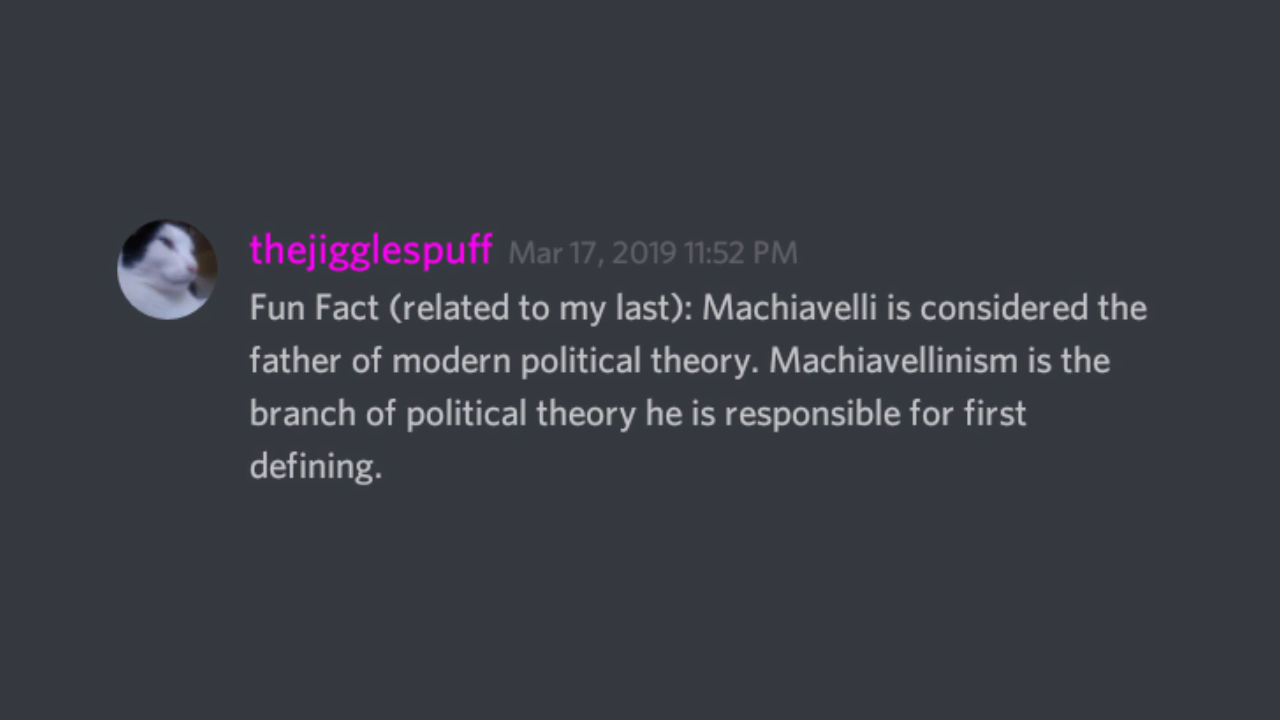 thejigglespuff Mar 17, 2019 11:52 PM
Fun Fact (related to my last): Machiavelli is considered the
father of modern political theory. Machiavellinism is the
branch of political theory he is responsible for first
defining.